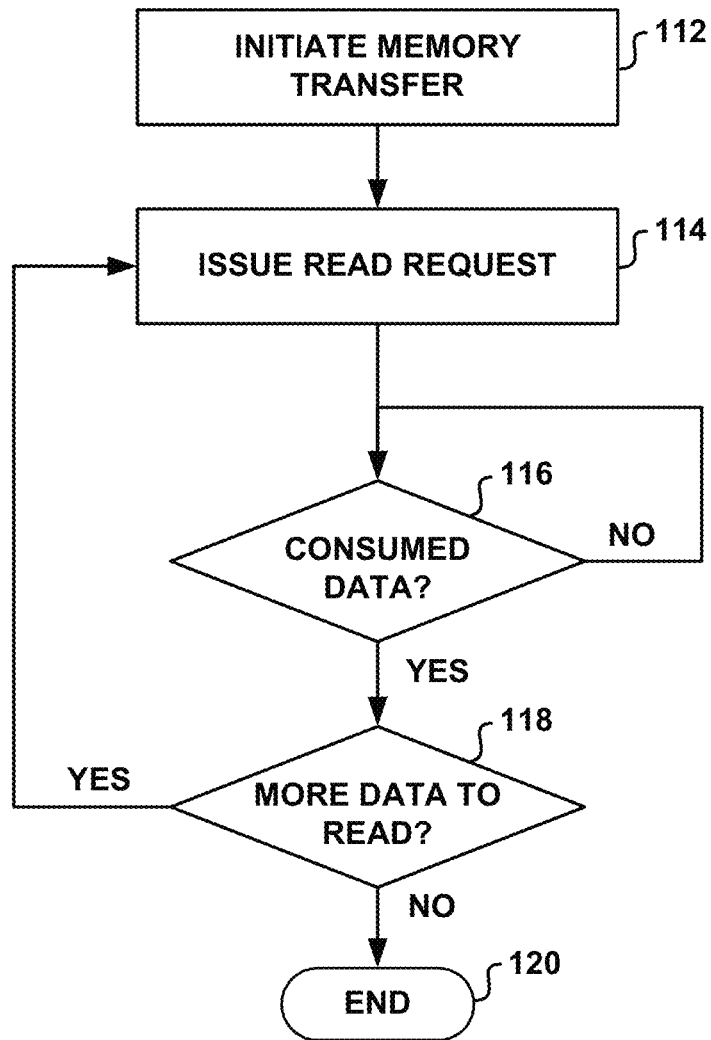 INITIATE MEMORY
TRANSFER
112
ISSUE READ REQUEST
114
116
CONSUMED
DATA?
NO
YES
118
YES
MORE DATA TO
READ?
NO
120
END